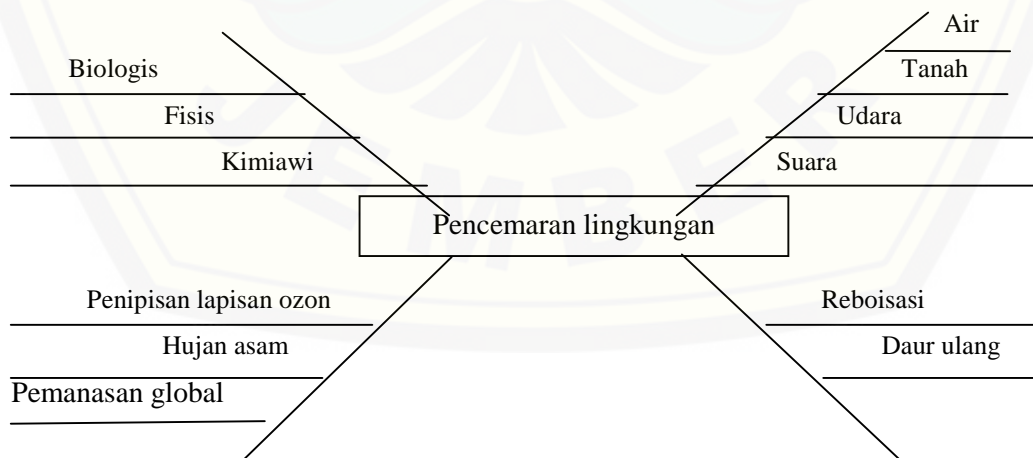 Air
Biologis
Tanah
Fisis
Udara
Kimiawi
Suara
Pencemaran lingkungan
Penipisan lapisan ozon
Reboisasi
Hujan asam
Daur ulang
Pemanasan global
JEMBER